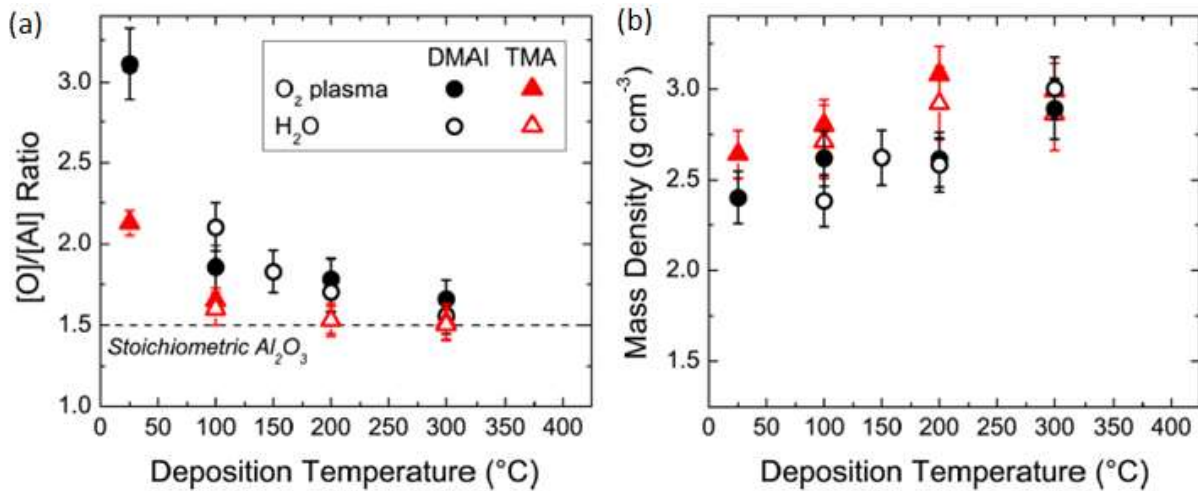 (a)
[O]/[Al] Ratio
3.0
2.5
2.0
1.5
1.0
DMAI TMA
O₂ plasma
H₂O
Stoichiometric Al₂O₃
0 50 100 150 200 250 300 350 400
Deposition Temperature (°C)
(b)
Mass Density (g cm⁻³)
3.0
2.5
2.0
1.5
0 50 100 150 200 250 300 350 400
Deposition Temperature (°C)